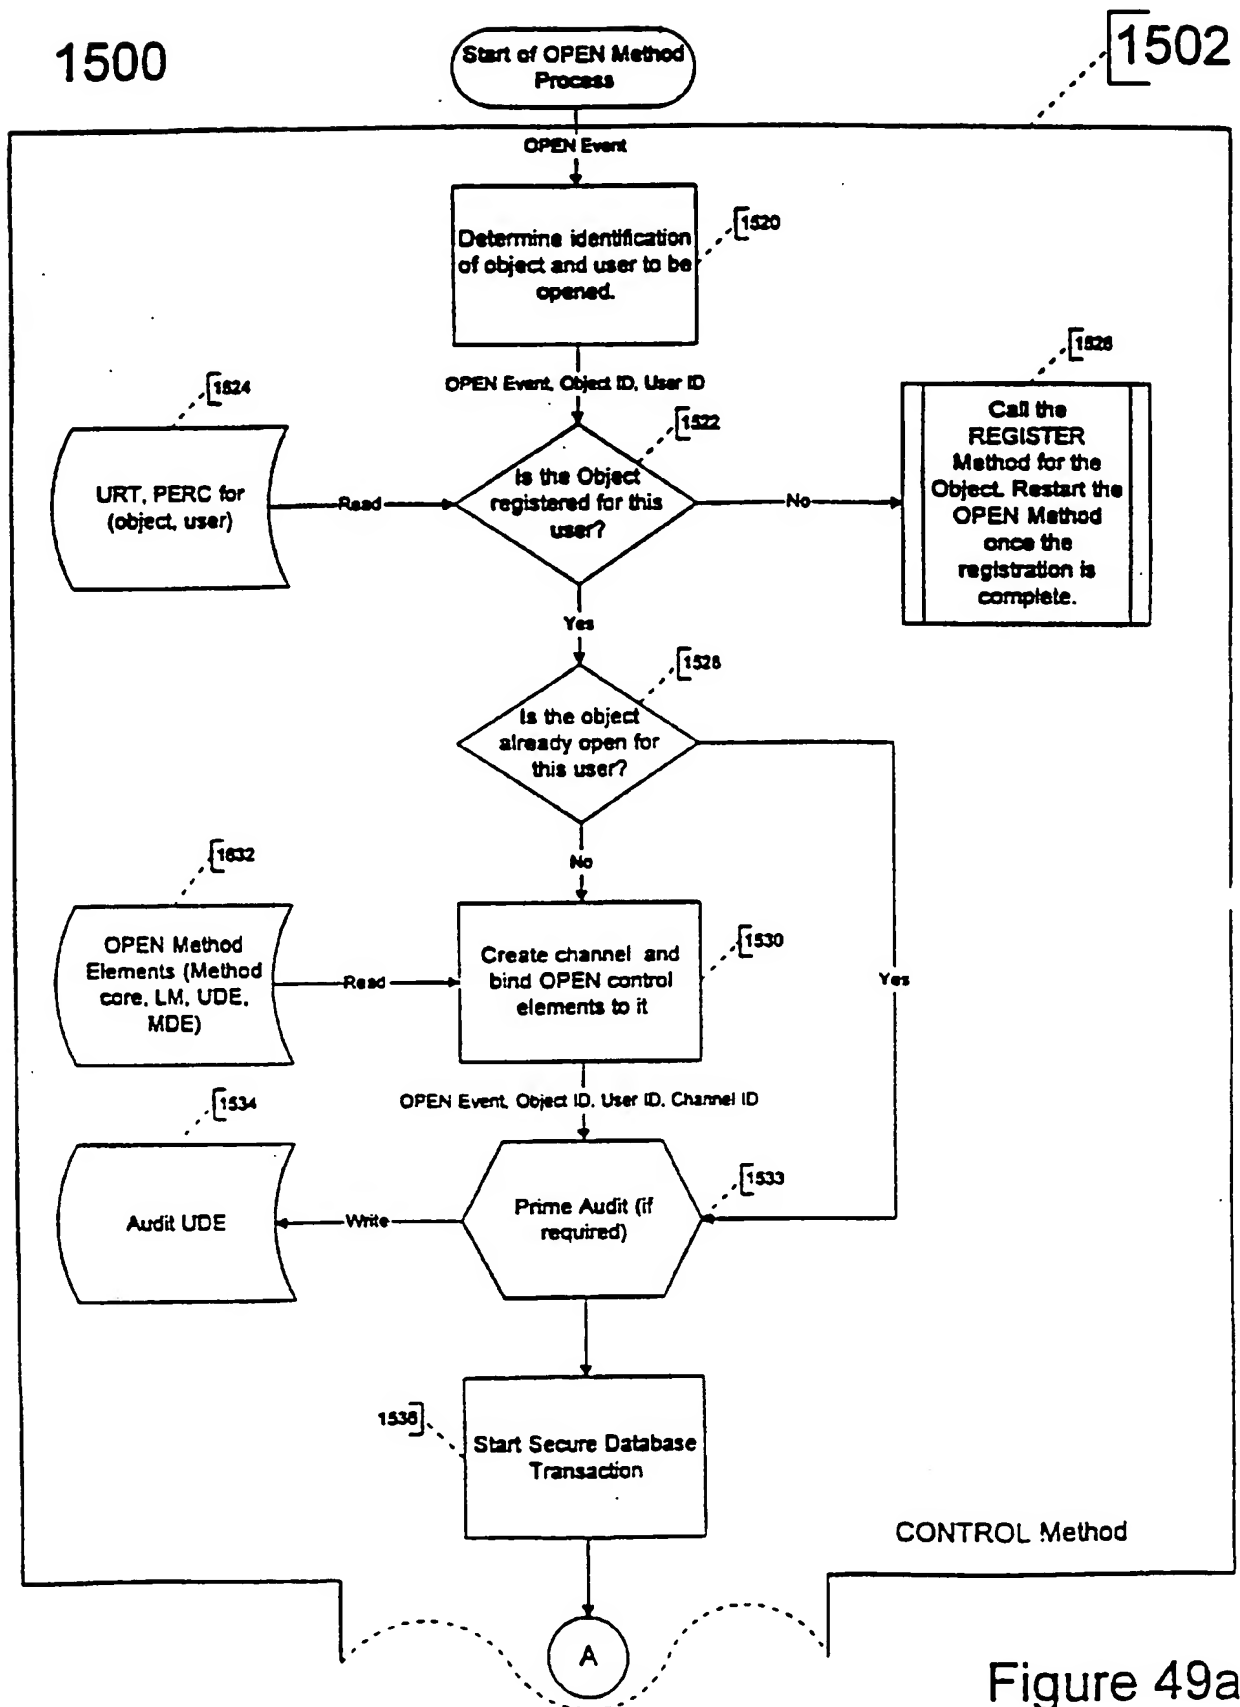 1500
Start of OPEN Method
Process
1502
OPEN Event
Determine identification
of object and user to be
opened.
1520
OPEN Event, Object ID, User ID
1524
1522
1526
URT, PERC for
(object, user)
Read
Is the Object
registered for this
user?
No
Call the
REGISTER
Method for the
Object. Restart the
OPEN Method
once the
registration is
complete.
Yes
1528
Is the object
already open for
this user?
No
Yes
1532
OPEN Method
Elements (Method
core, LM, UDE,
MDE)
Read
Create channel and
bind OPEN control
elements to it
1530
OPEN Event, Object ID, User ID, Channel ID
1534
Audit UDE
Write
Prime Audit (if
required)
1533
1536
Start Secure Database
Transaction
CONTROL Method
A
Figure 49a